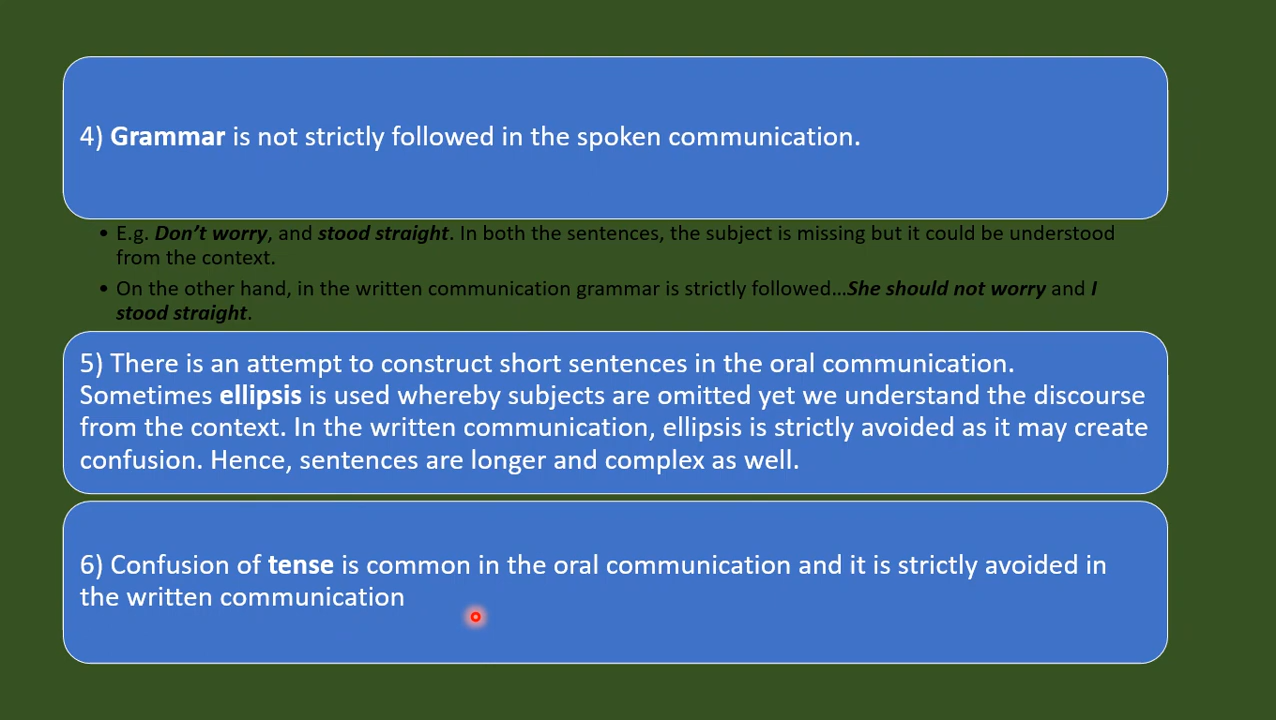 4) Grammar is not strictly followed in the spoken communication.
• E.g. Don’t worry, and stood straight. In both the sentences, the subject is missing but it could be understood
from the context.
• On the other hand, in the written communication grammar is strictly followed…She should not worry and I
stood straight.
5) There is an attempt to construct short sentences in the oral communication.
Sometimes ellipsis is used whereby subjects are omitted yet we understand the discourse
from the context. In the written communication, ellipsis is strictly avoided as it may create
confusion. Hence, sentences are longer and complex as well.
6) Confusion of tense is common in the oral communication and it is strictly avoided in
the written communication